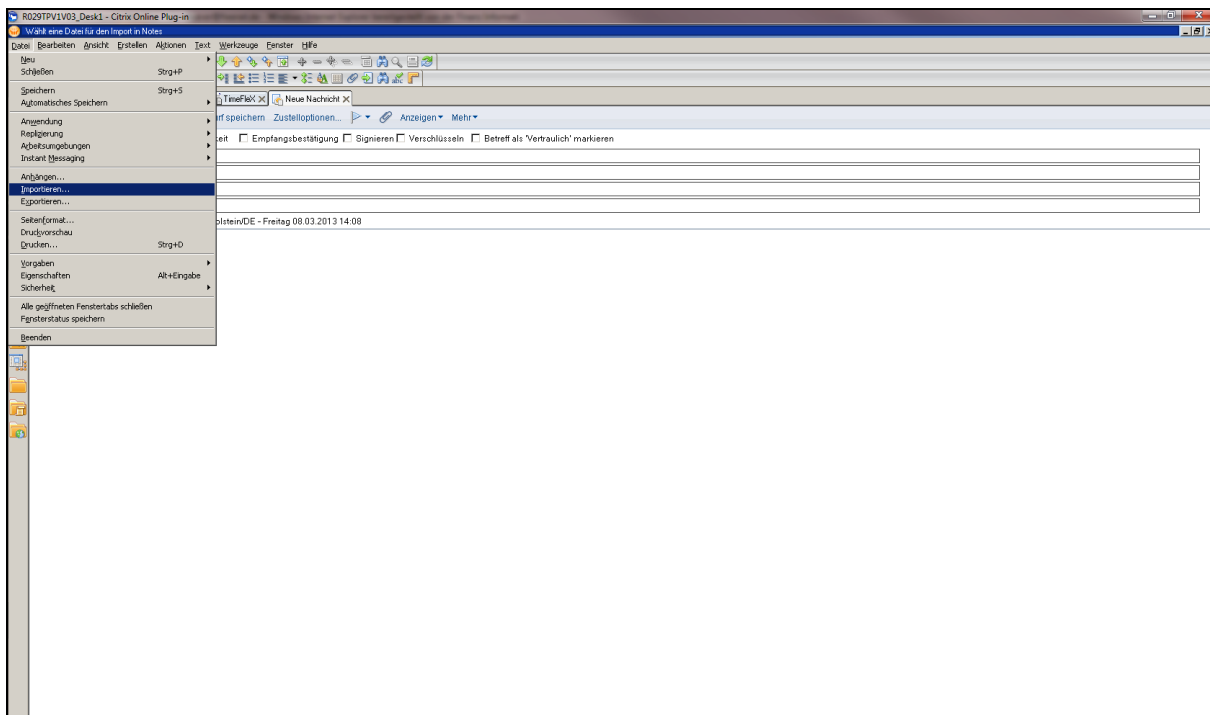 R029TPV1V03_Desk1 - Citrix Online Plug-in
Wählt eine Datei für den Import in Notes
Datei Bearbeiten Ansicht Erstellen Aktionen Text Werkzeuge Fenster Hilfe
Neu
Schließen Strg+P
Speichern Strg+S
Automatisches Speichern
TimeFleX Neue Nachricht
Anwendung
rf speichern Zustelloptionen... Anzeigen Mehr
Replizierung
keit Empfangsbestätigung Signieren Verschlüsseln Betreff als 'Vertraulich' markieren
Arbeitsumgebungen
Instant Messaging
Anhängen...
Importieren...
Exportieren...
Seitenformat...
olstein/DE - Freitag 08.03.2013 14:08
Druckvorschau
Drucken... Strg+D
Vorgaben
Eigenschaften Alt+Eingabe
Sicherheit
Alle geöffneten Fenstertabs schließen
Fensterstatus speichern
Beenden